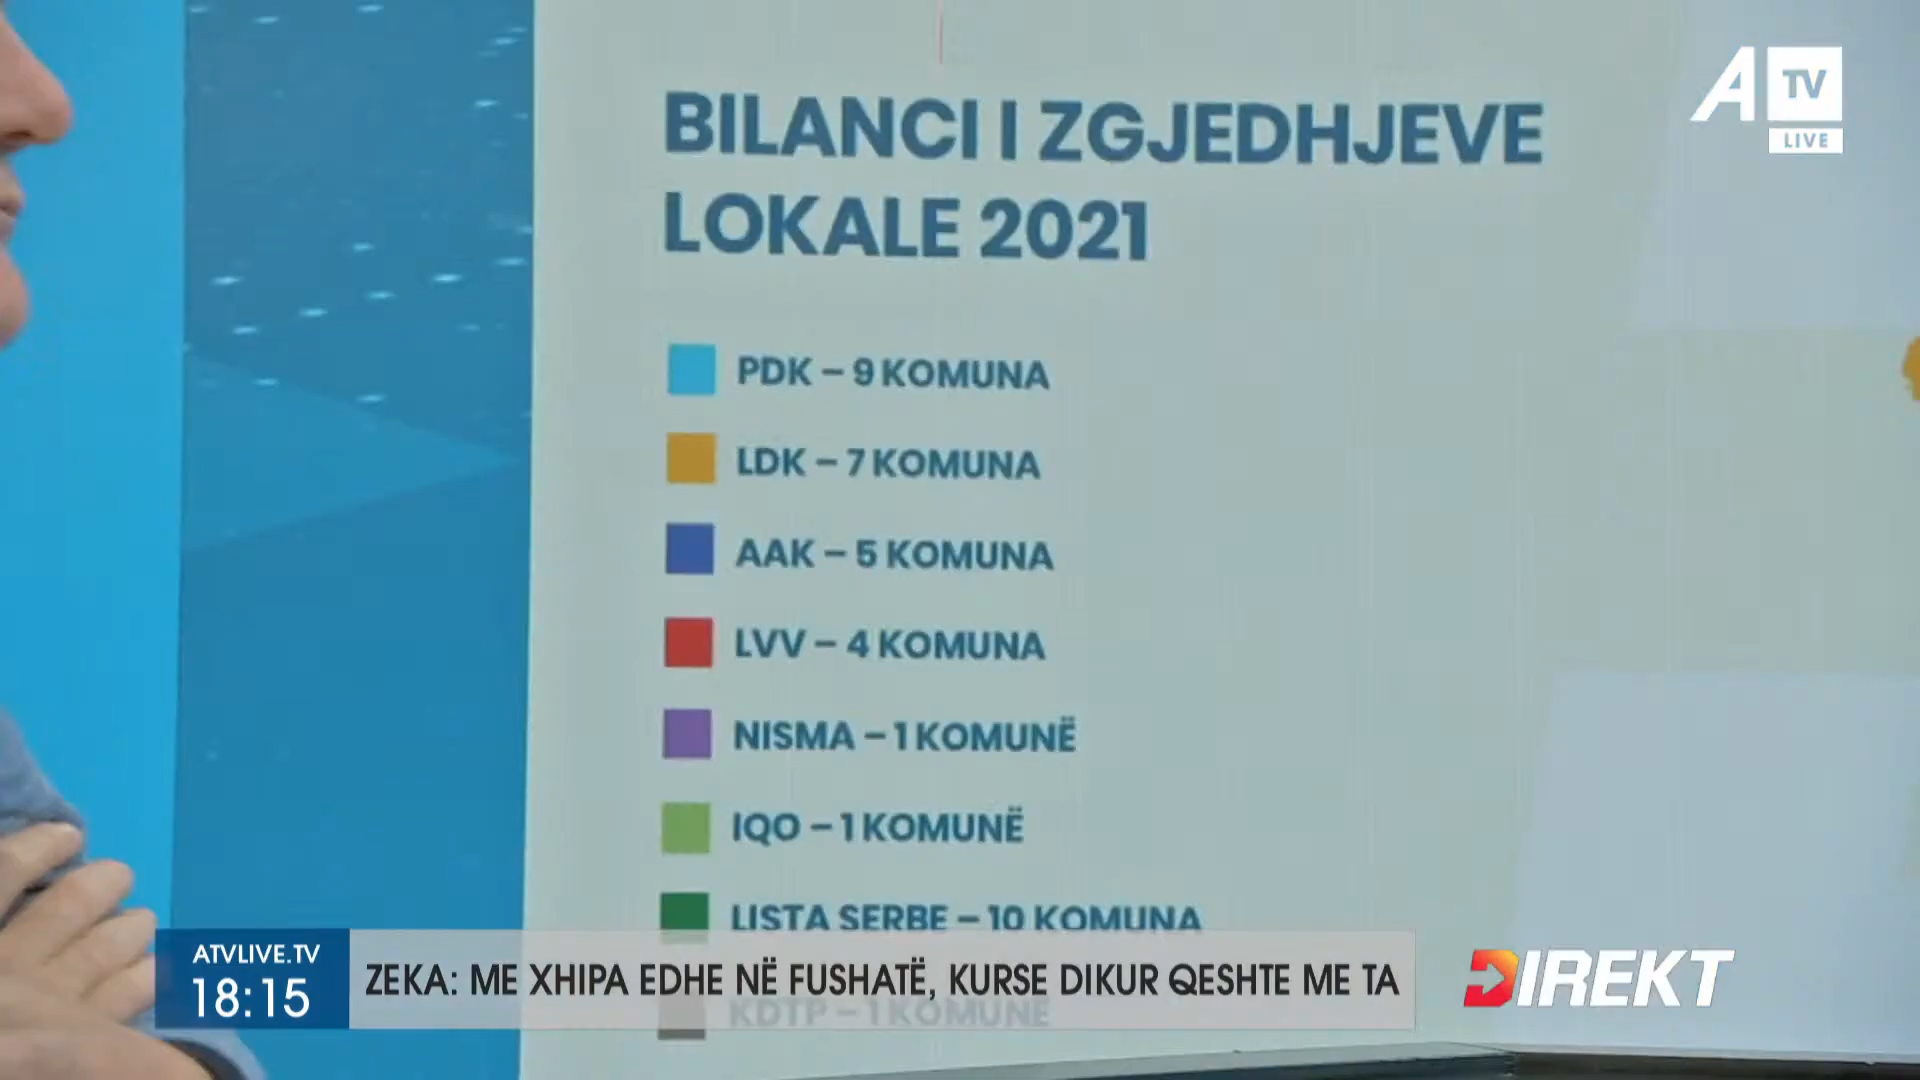 A TV
LIVE
BILANCI I ZGJEDHJEVE
LOKALE 2021
PDK – 9 KOMUNA
LDK – 7 KOMUNA
AAK – 5 KOMUNA
LVV – 4 KOMUNA
NISMA – 1 KOMUNË
IQO – 1 KOMUNË
LISTA SERBE – 10 KOMUNA
KDTP – 1 KOMUNË
ATVLIVE.TV
18:15
ZEKA: ME XHIPA EDHE NË FUSHATË, KURSE DIKUR QESHTE ME TA
DIREKT